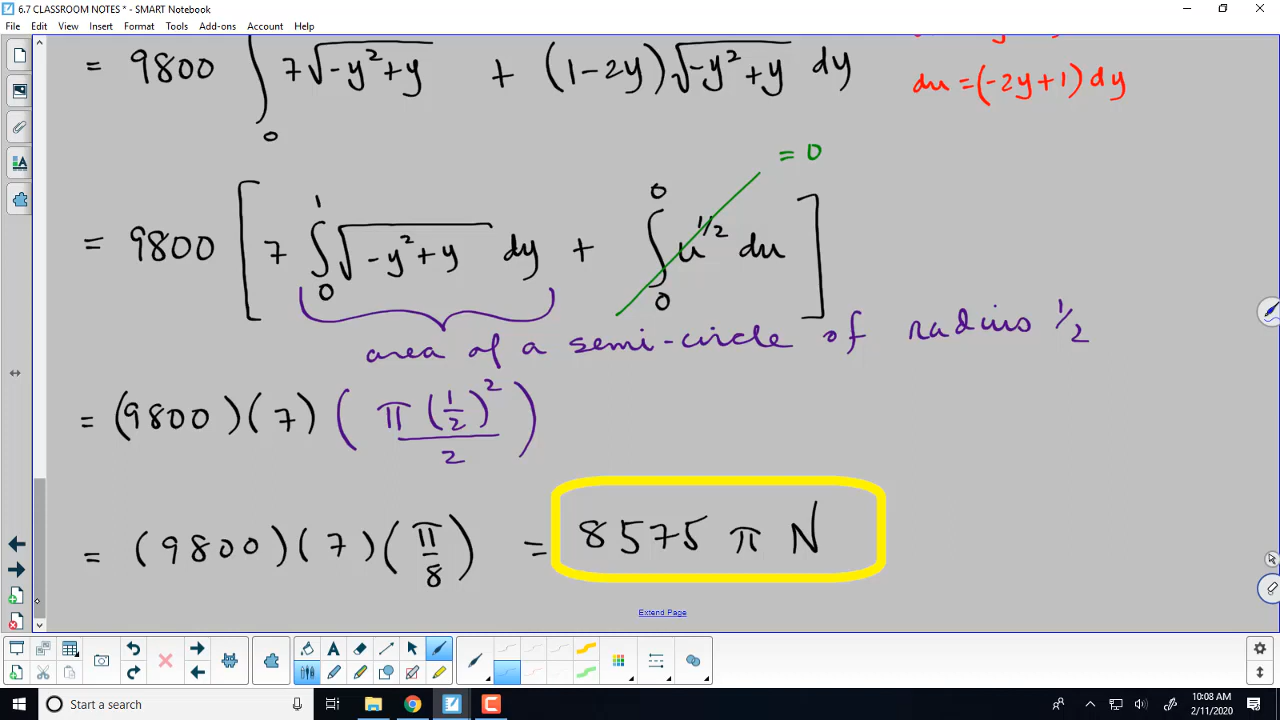 6.7 CLASSROOM NOTES * - SMART Notebook
File Edit View Insert Format Tools Add-ons Account Help
= 9800 ∫₀ 7√(-y²+y) + (1-2y)√(-y²+y) dy
du = (-2y+1) dy
= 0
= 9800 [ 7 ∫₀¹ √(-y²+y) dy + ∫₀⁰ u^(1/2) du ]
area of a semi-circle of radius 1/2
= (9800)(7) ( π(1/2)² / 2 )
= (9800)(7)(π/8) = 8575 π N
Extend Page
Start a search
10:08 AM
2/11/2020